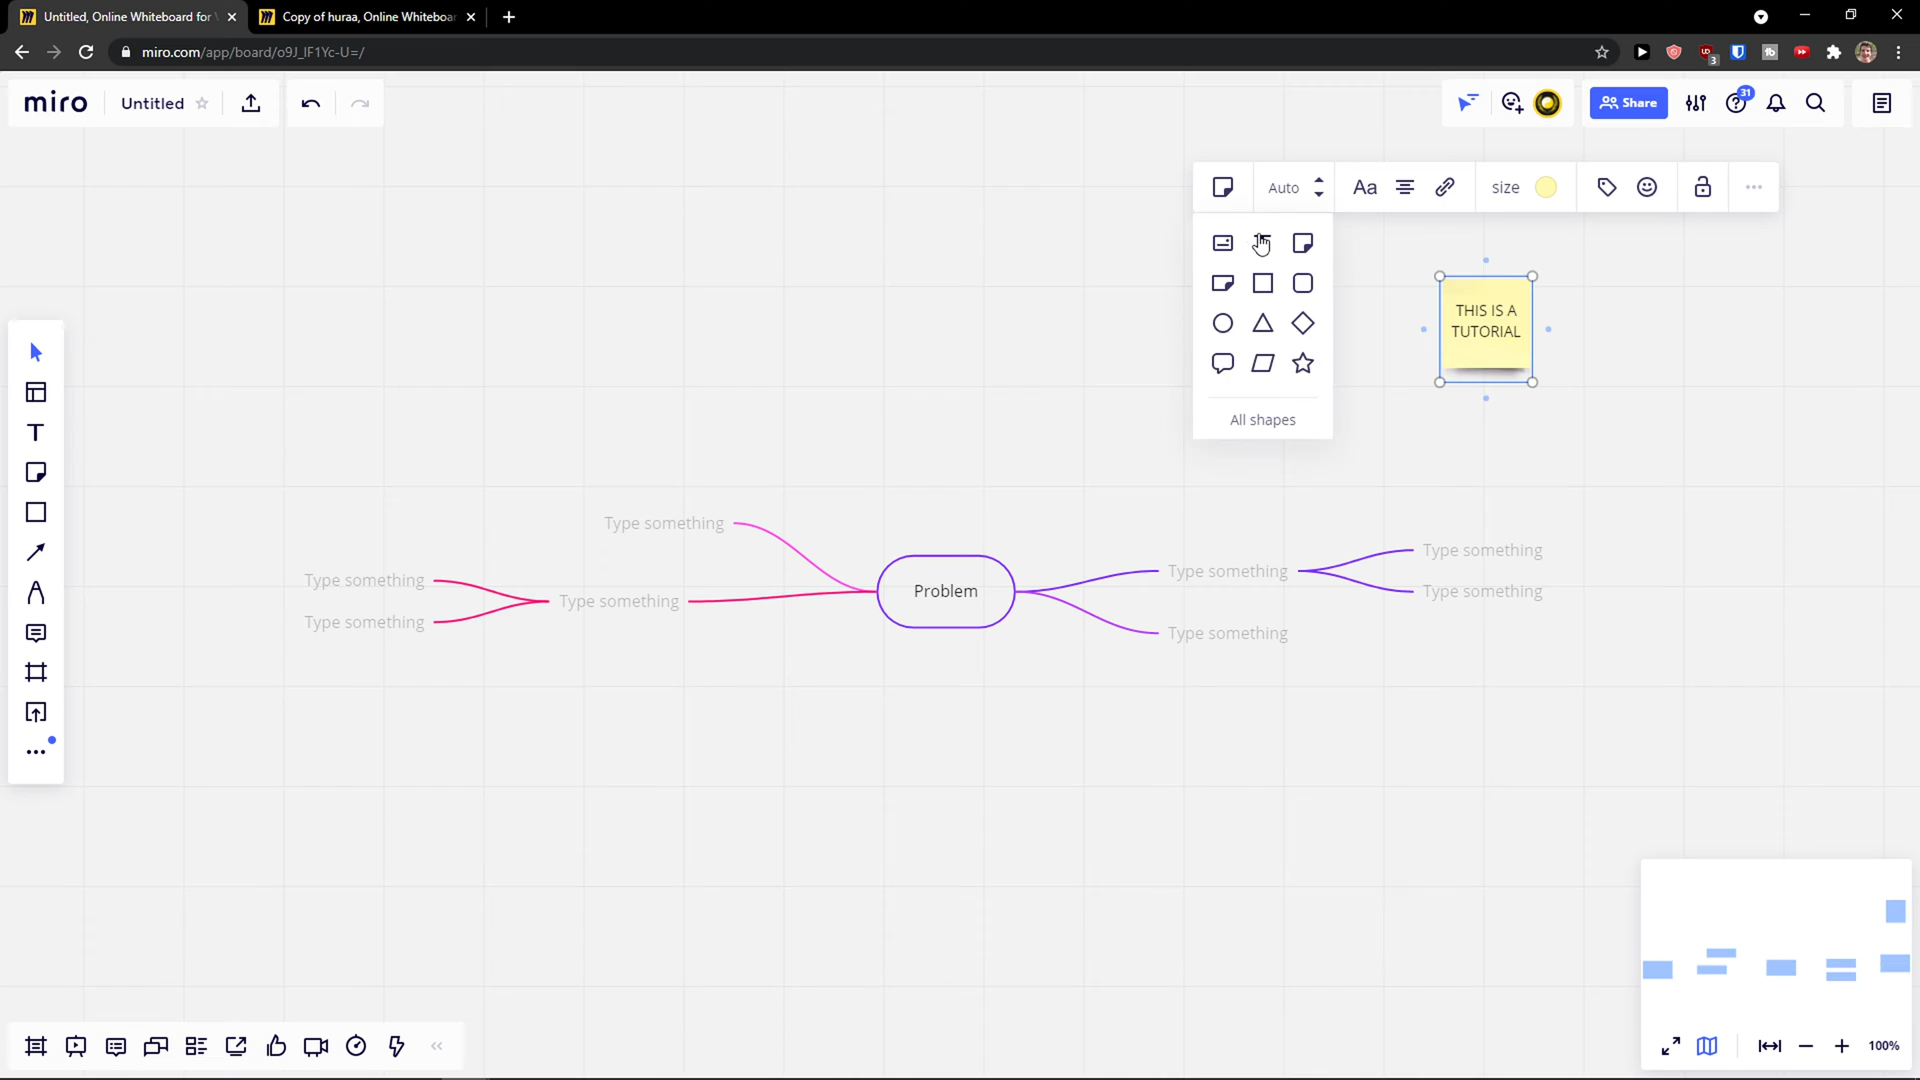 Untitled, Online Whiteboard for
Copy of huraa, Online Whiteboar
miro.com/app/board/o9J_lF1Yc-U=/
miro
Untitled
31
Share
3
Auto
Aa
size
THIS IS A
TUTORIAL
All shapes
T
Type something
Type something
Type something
Type something
Problem
Type something
Type something
Type something
Type something
100%